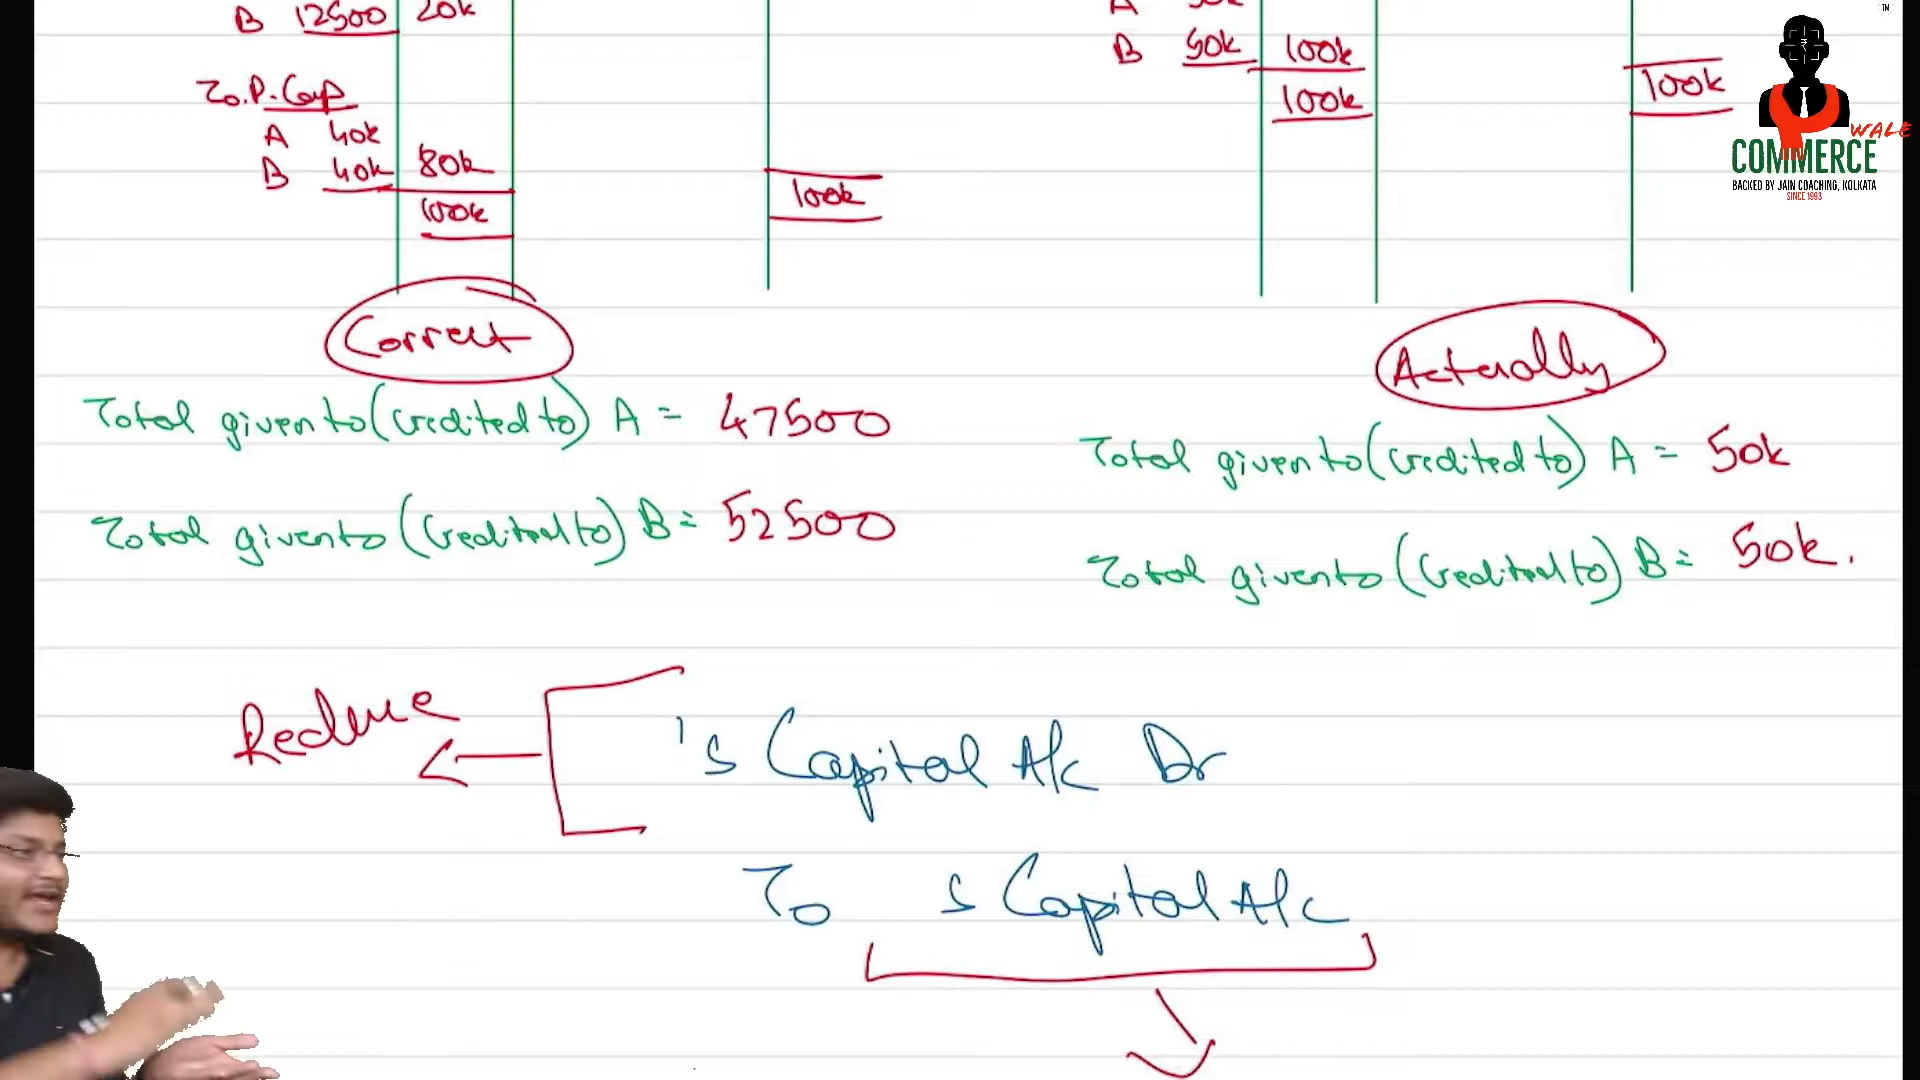 B 12500 20k
To.P.Cap
A 40k
B 40k 80k
100k
100k
B 50k 100k
100k
100k
TM
WALE
COMMERCE
BACKED BY JAIN COACHING, KOLKATA
SINCE 1993
Correct
Total given to (credited to) A = 47500
Total given to (credited to) B = 52500
Actually
Total given to (credited to) A = 50k
Total given to (credited to) B = 50k.
Reduce
's Capital A/c Dr
To s Capital A/c